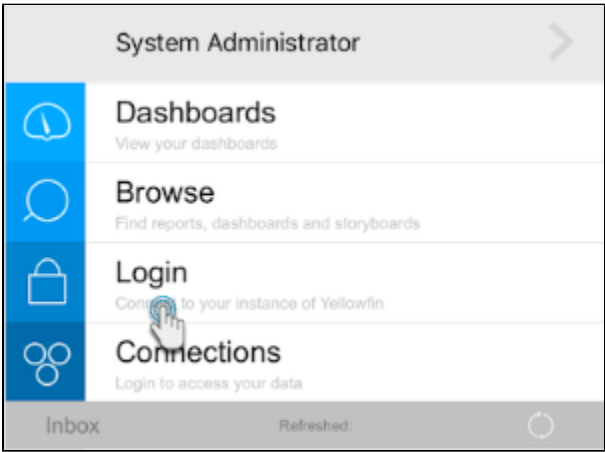 System Administrator
Dashboards
View your dashboards
Browse
Find reports, dashboards and storyboards
Login
Connect to your instance of Yellowfin
Connections
Login to access your data
Inbox
Refreshed: